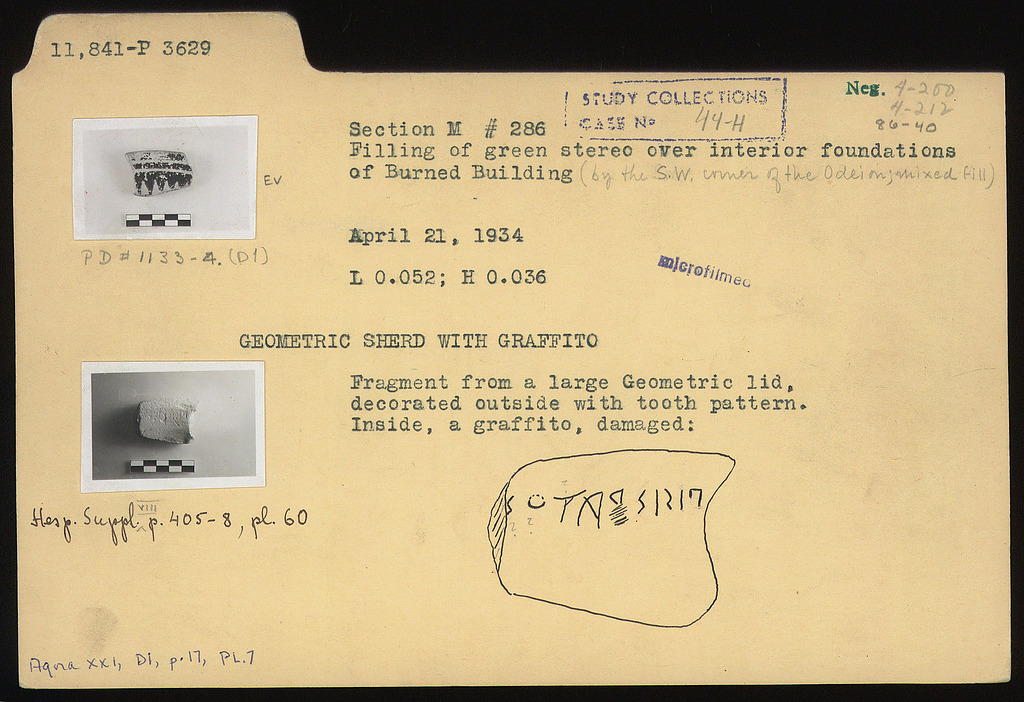 11,841-P 3629
Neg. 4-200
4-212
86-40
STUDY COLLECTIONS
CASE No 44-H
Section M # 286
Filling of green stereo over interior foundations
of Burned Building (by the S.W. corner of the Odeion; mixed fill)
EV
PD # 1133-4. (D1)
April 21, 1934
L 0.052; H 0.036
microfilmed
GEOMETRIC SHERD WITH GRAFFITO
Fragment from a large Geometric lid,
decorated outside with tooth pattern.
Inside, a graffito, damaged:
Hesp. Suppl. VIII p. 405-8, pl. 60
Agora XXI, D1, p.17, PL.7